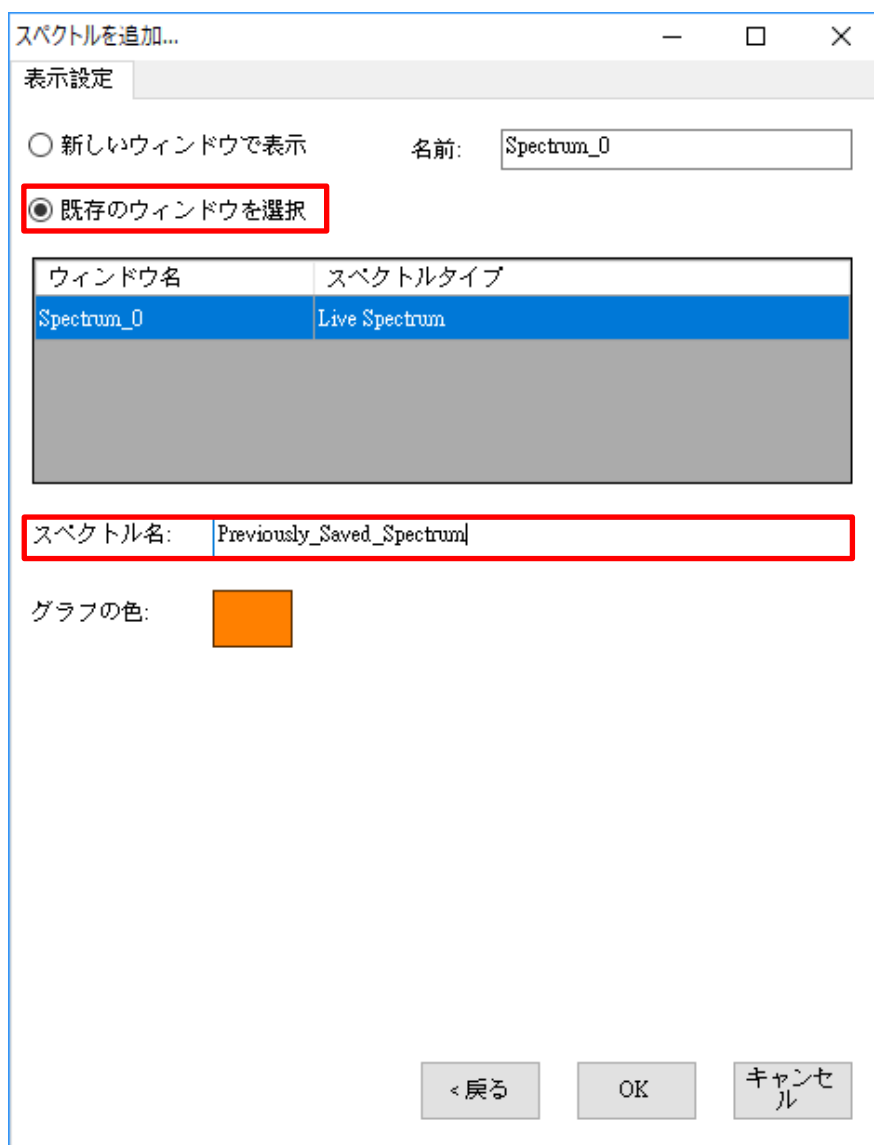 スペクトルを追加...
表示設定
新しいウィンドウで表示 名前: Spectrum_0
既存のウィンドウを選択
ウィンドウ名 スペクトルタイプ
Spectrum_0 Live Spectrum
スペクトル名: Previously_Saved_Spectrum
グラフの色:
<戻る OK キャンセ
ル